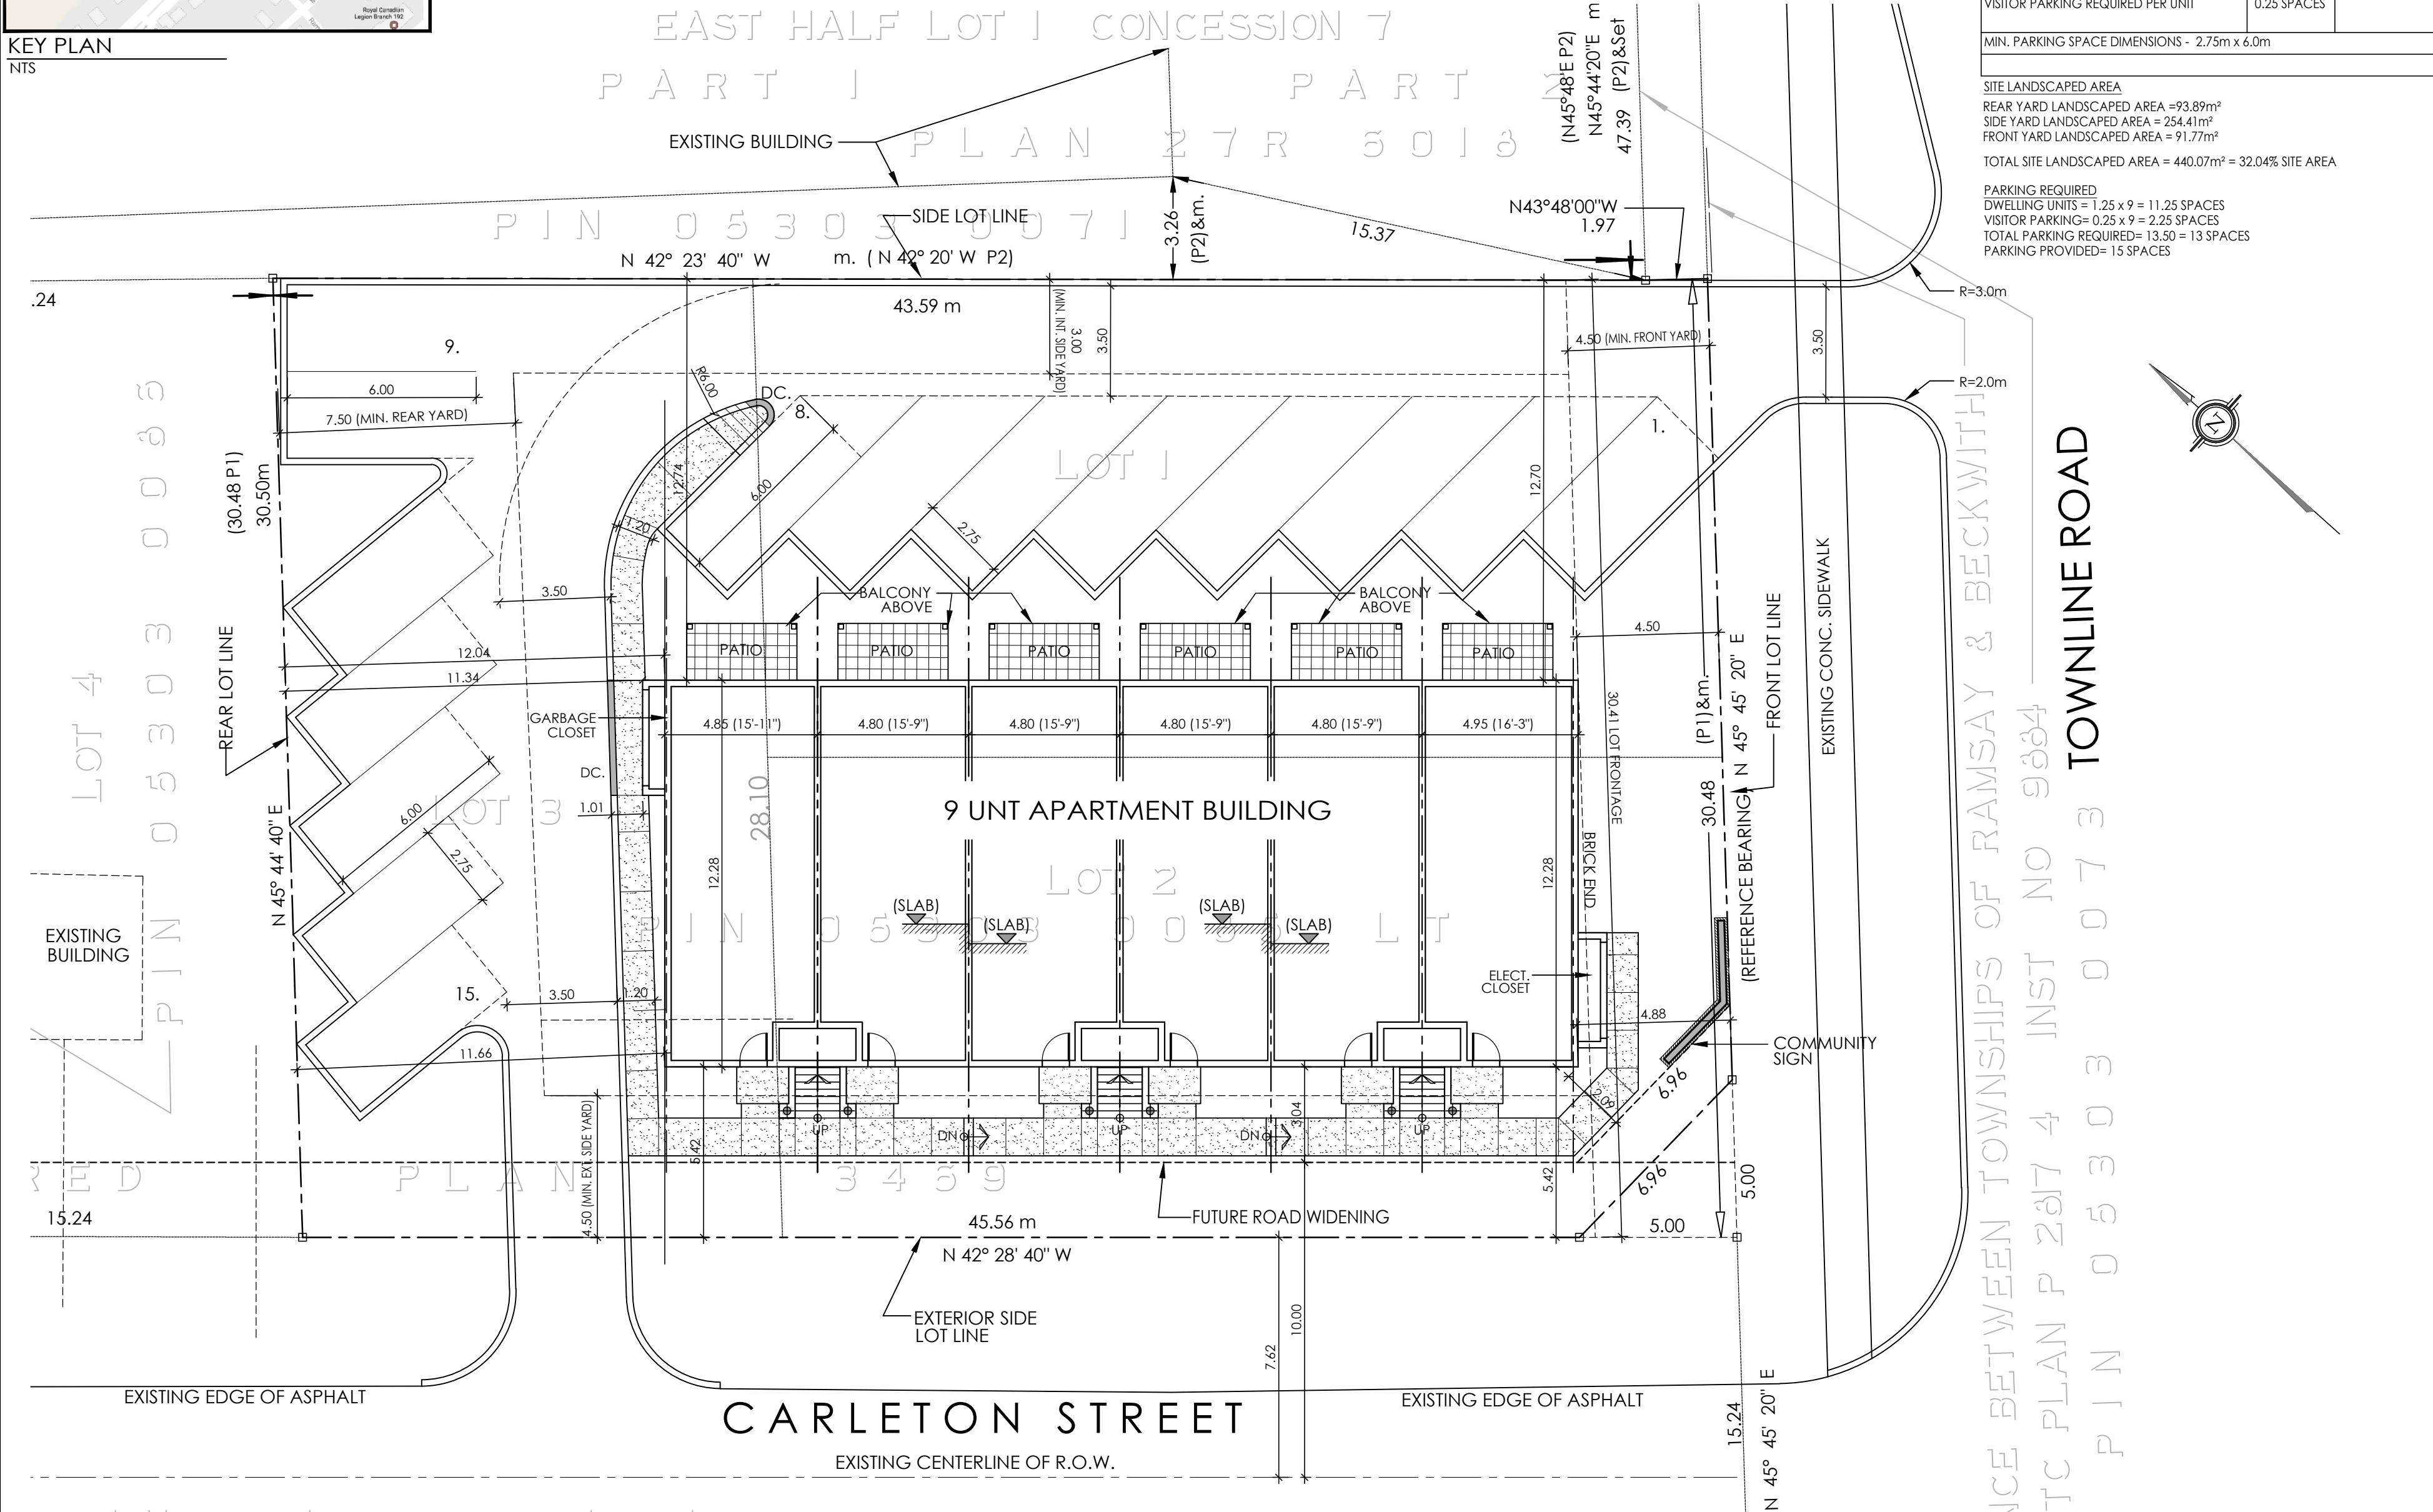 Royal Canadian
Legion Branch 192
KEY PLAN
NTS
EAST HALF LOT 1 CONCESSION 7
PART 1
PART 2
PLAN 27R 5018
PIN 05303 0071
VISITOR PARKING REQUIRED PER UNIT
0.25 SPACES
MIN. PARKING SPACE DIMENSIONS - 2.75m x 6.0m
SITE LANDSCAPED AREA
REAR YARD LANDSCAPED AREA =93.89m²
SIDE YARD LANDSCAPED AREA = 254.41m²
FRONT YARD LANDSCAPED AREA = 91.77m²
TOTAL SITE LANDSCAPED AREA = 440.07m² = 32.04% SITE AREA
PARKING REQUIRED
DWELLING UNITS = 1.25 x 9 = 11.25 SPACES
VISITOR PARKING= 0.25 x 9 = 2.25 SPACES
TOTAL PARKING REQUIRED= 13.50 = 13 SPACES
PARKING PROVIDED= 15 SPACES
(N45°48'E P2)
N45°44'20"E m
47.39 (P2)&Set
EXISTING BUILDING
SIDE LOT LINE
N 42° 23' 40" W
m. ( N 42° 20' W P2)
43.59 m
3.26
(P2)&m.
15.37
N43°48'00"W
1.97
R=3.0m
R=2.0m
.24
9.
6.00
7.50 (MIN. REAR YARD)
(30.48 P1)
30.50m
R6.00
DC.
8.
12.74
6.00
1.20
(MIN. INT. SIDE YARD)
3.00
3.50
4.50 (MIN. FRONT YARD)
3.50
1.
LOT 1
2.75
12.70
3.50
BALCONY
ABOVE
BALCONY
ABOVE
PATIO
PATIO
PATIO
PATIO
PATIO
PATIO
4.50
12.04
11.34
REAR LOT LINE
N 45° 44' 40" E
GARBAGE
CLOSET
DC.
1.01
4.85 (15'-11")
4.80 (15'-9")
4.80 (15'-9")
4.80 (15'-9")
4.80 (15'-9")
4.95 (16'-3")
30.41 LOT FRONTAGE
BRICK END
(P1)&m.
30.48
N 45° 45' 20" E
(REFERENCE BEARING)
FRONT LOT LINE
EXISTING CONC. SIDEWALK
TOWNLINE ROAD
N
LOT 4
LOT 3
6.00
2.75
28.10
9 UNT APARTMENT BUILDING
12.28
12.28
LOT 2
(SLAB)
(SLAB)
(SLAB)
(SLAB)
EXISTING
BUILDING
15.
3.50
1.20
11.66
ELECT.
CLOSET
4.88
COMMUNITY
SIGN
6.96
6.96
2.09
5.00
5.00
UP
DN
UP
DN
UP
3.04
5.42
5.42
4.50 (MIN. EXT. SIDE YARD)
PLAN
3469
15.24
45.56 m
N 42° 28' 40" W
FUTURE ROAD WIDENING
EXTERIOR SIDE
LOT LINE
10.00
7.62
EXISTING EDGE OF ASPHALT
EXISTING EDGE OF ASPHALT
CARLETON STREET
EXISTING CENTERLINE OF R.O.W.
15.24
N 45° 45' 20" E
BETWEEN TOWNSHIPS OF RAMSAY & BECKWITH
PIN 05303 0073